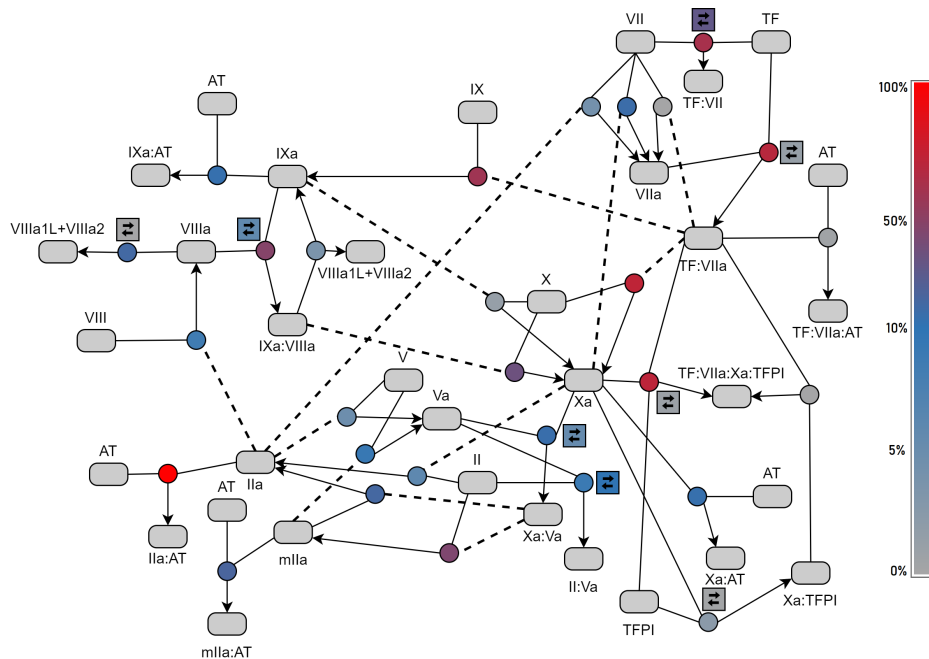 VII
TF
TF:VII
100%
AT
IX
AT
IXa:AT
IXa
VIIa
VIIIa1L+VIIIa2
VIIIa
50%
TF:VIIa
VIIIa1L+VIIIa2
X
VIII
IXa:VIIIa
TF:VIIa:AT
10%
V
Xa
TF:VIIa:Xa:TFPI
Va
5%
AT
IIa
AT
II
AT
Xa:Va
IIa:AT
mIIa
II:Va
Xa:AT
0%
Xa:TFPI
TFPI
mIIa:AT